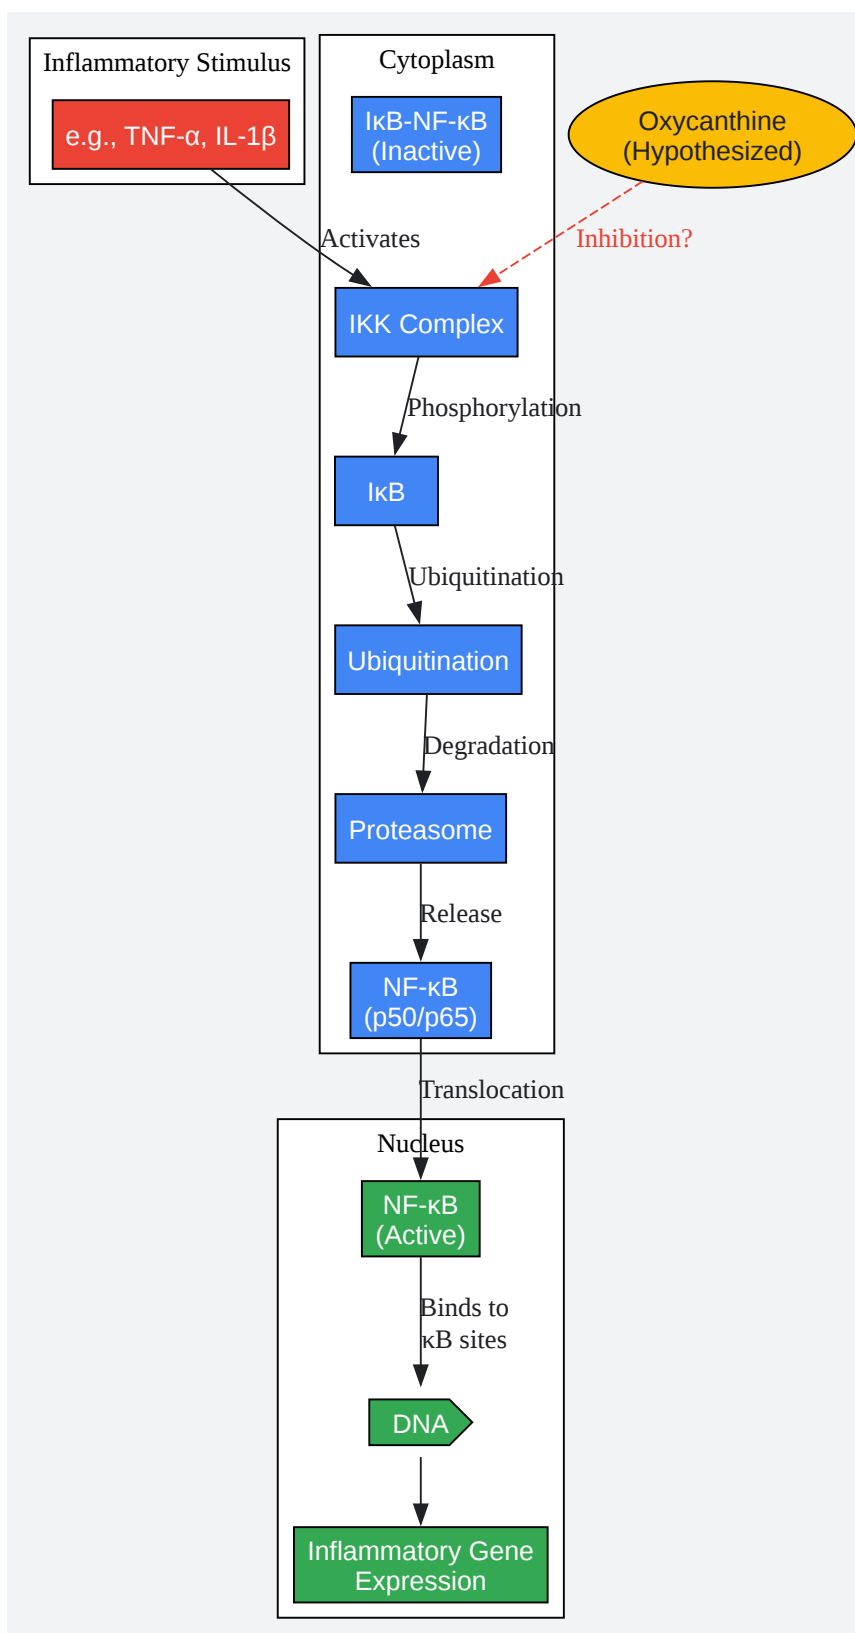 Inflammatory Stimulus
e.g., TNF-α, IL-1β
Cytoplasm
IκB-NF-κB
(Inactive)
Oxycanthine
(Hypothesized)
Activates
Inhibition?
IKK Complex
Phosphorylation
IκB
Ubiquitination
Ubiquitination
Degradation
Proteasome
Release
NF-κB
(p50/p65)
Translocation
Nucleus
NF-κB
(Active)
Binds to
κB sites
DNA
Inflammatory Gene
Expression